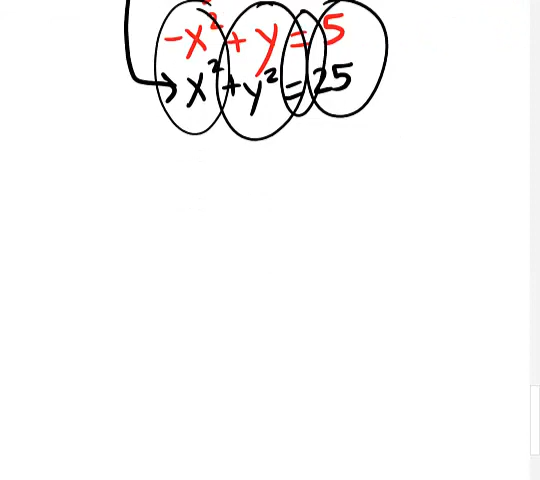 -x² + y = 5
x² + y² = 25